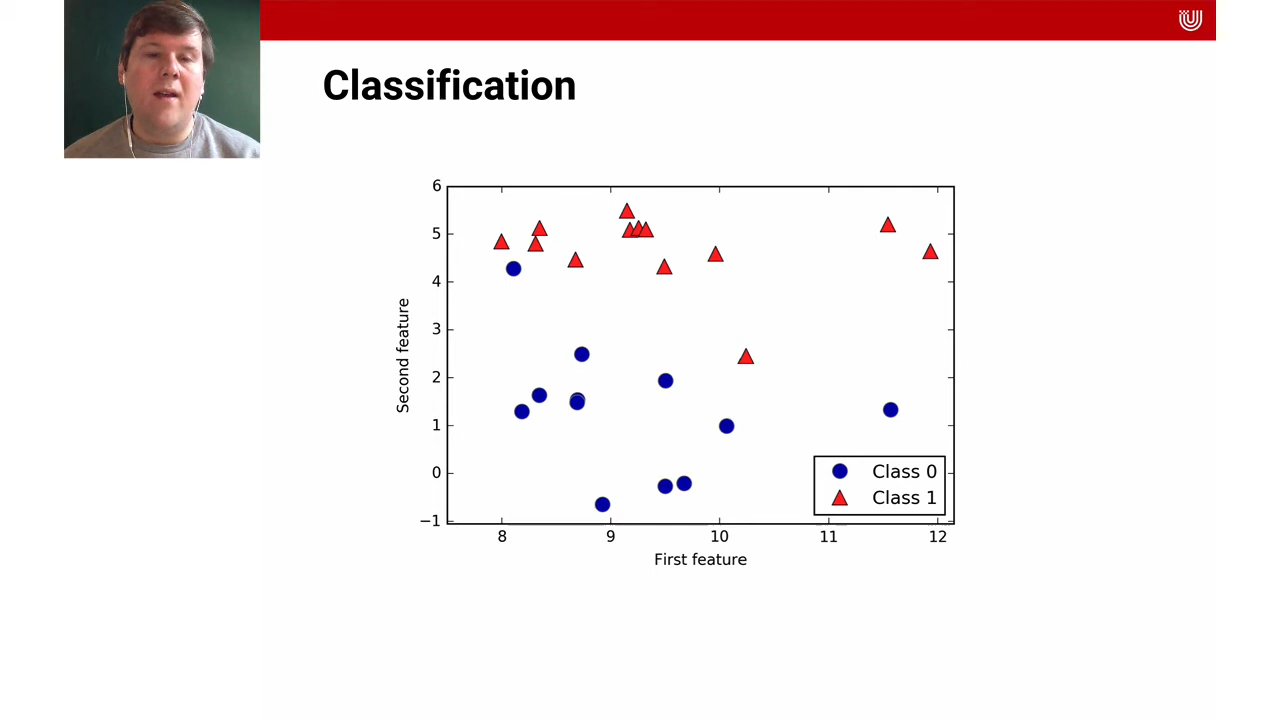 Classification
6
5
4
3
2
1
0
−1
Second feature
Class 0
Class 1
8 9 10 11 12
First feature